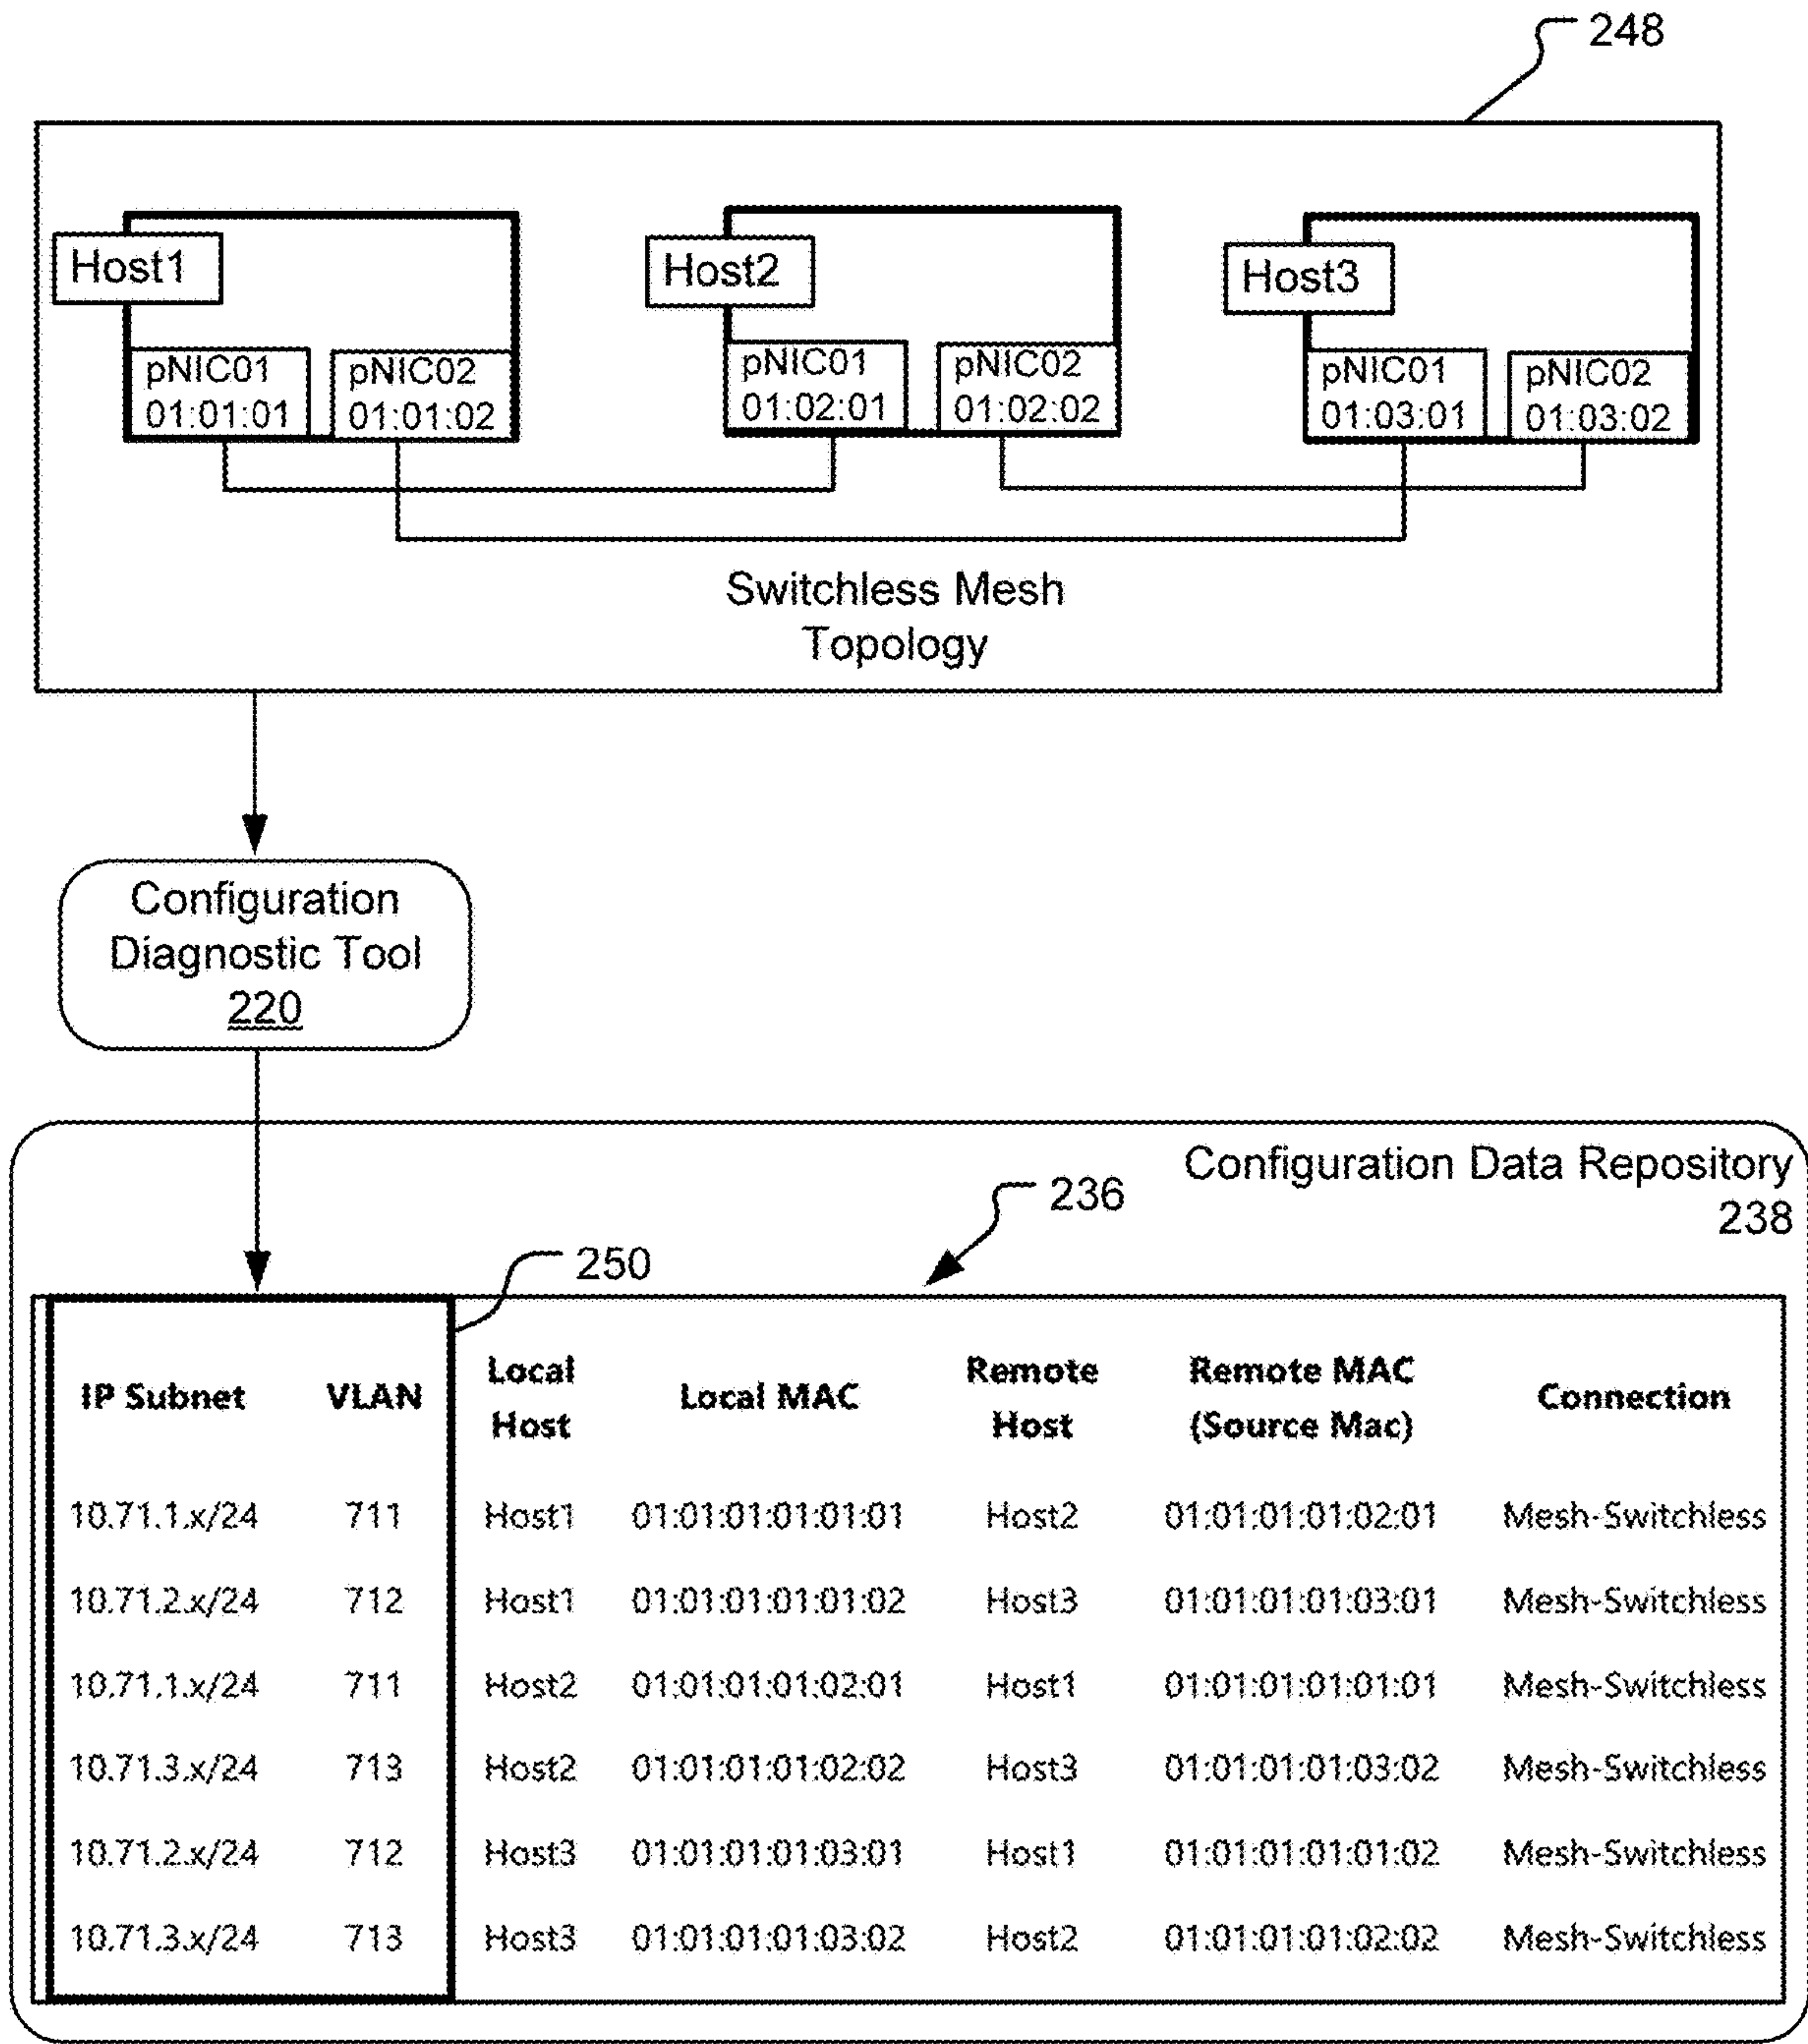 248
Host1
Host2
Host3
pNIC01
01:01:01
pNIC02
01:01:02
pNIC01
01:02:01
pNIC02
01:02:02
pNIC01
01:03:01
pNIC02
01:03:02
Switchless Mesh
Topology
Configuration
Diagnostic Tool
220
Configuration Data Repository
238
236
250
IP Subnet VLAN Local Host Local MAC Remote Host Remote MAC (Source Mac) Connection
10.71.1.x/24 711 Host1 01:01:01:01:01:01 Host2 01:01:01:01:02:01 Mesh-Switchless
10.71.2.x/24 712 Host1 01:01:01:01:01:02 Host3 01:01:01:01:03:01 Mesh-Switchless
10.71.1.x/24 711 Host2 01:01:01:01:02:01 Host1 01:01:01:01:01:01 Mesh-Switchless
10.71.3.x/24 713 Host2 01:01:01:01:02:02 Host3 01:01:01:01:03:02 Mesh-Switchless
10.71.2.x/24 712 Host3 01:01:01:01:03:01 Host1 01:01:01:01:01:02 Mesh-Switchless
10.71.3.x/24 713 Host3 01:01:01:01:03:02 Host2 01:01:01:01:02:02 Mesh-Switchless